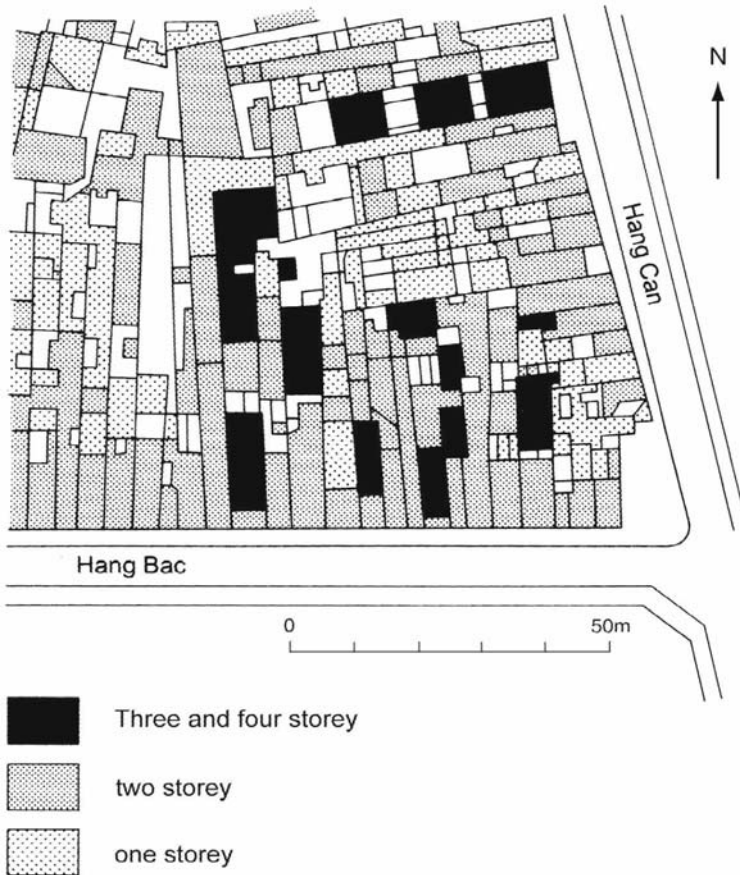 N
Hang Can
Hang Bac
0 50m
Three and four storey
two storey
one storey